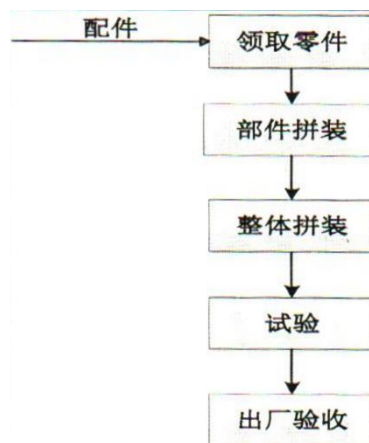 配件
领取零件
部件拼装
整体拼装
试验
出厂验收